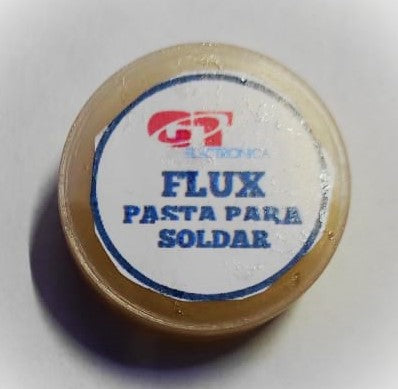 GT
ELECTRONICA
FLUX
PASTA PARA
SOLDAR